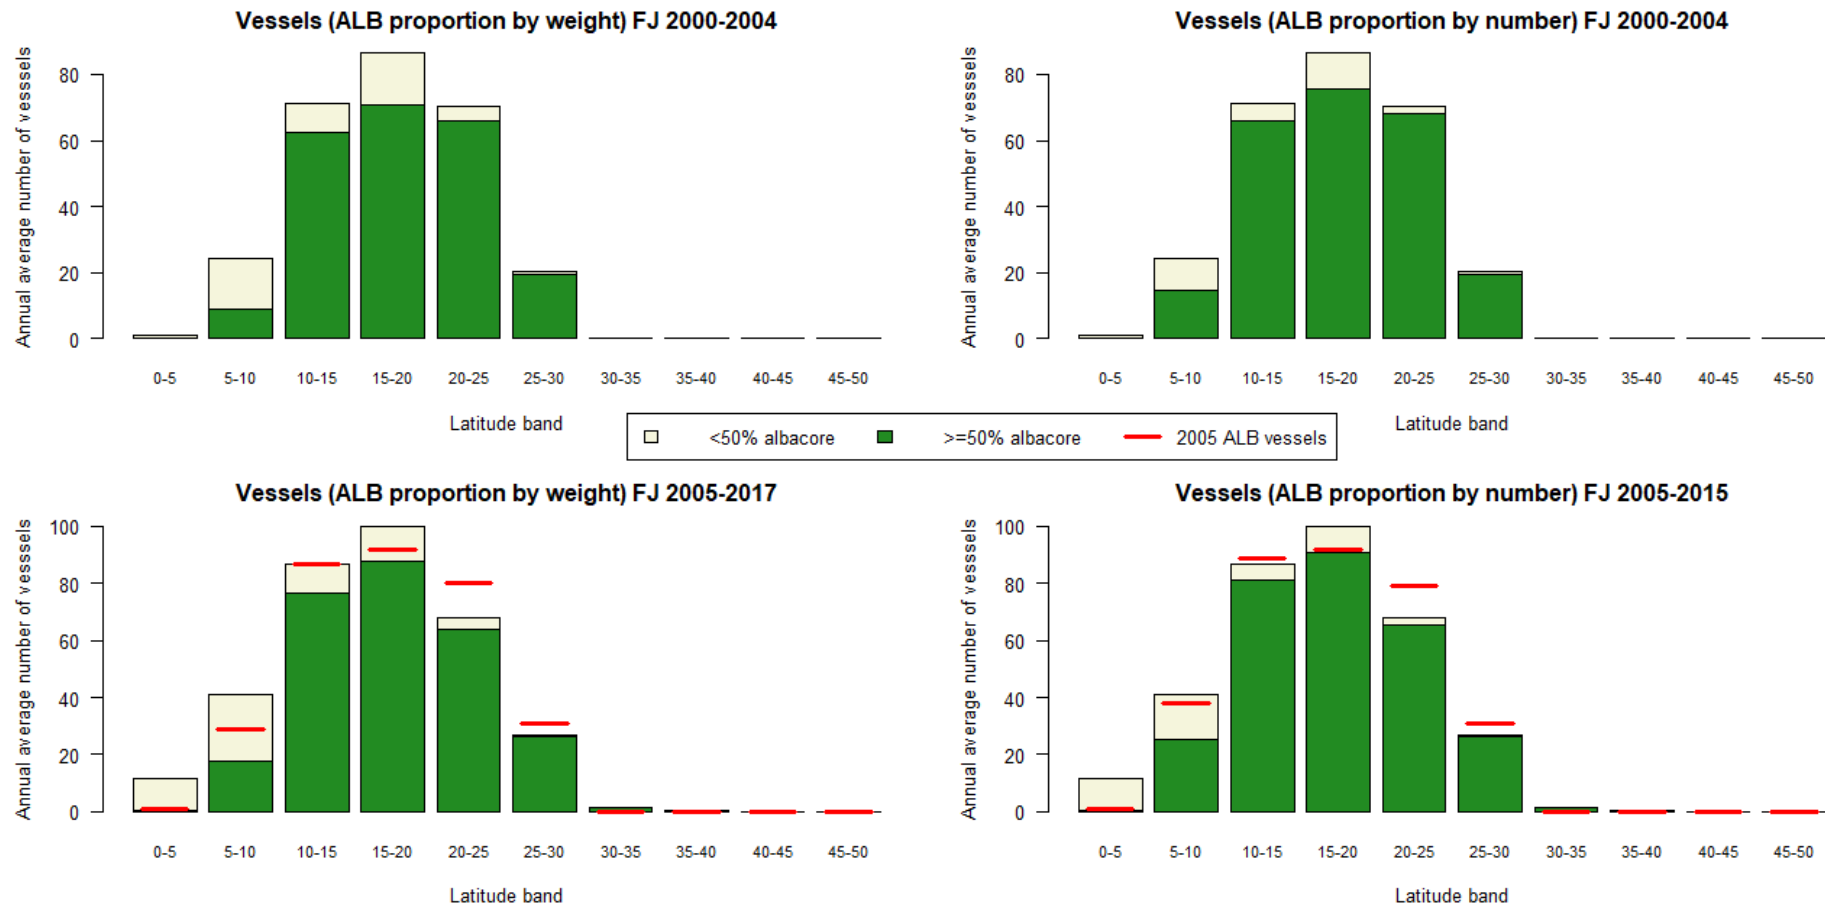 Vessels (ALB proportion by weight) FJ 2000-2004
Annual average number of vesssels
80
60
40
20
0
0-5 5-10 10-15 15-20 20-25 25-30 30-35 35-40 40-45 45-50
Latitude band
Vessels (ALB proportion by number) FJ 2000-2004
Annual average number of vesssels
80
60
40
20
0
0-5 5-10 10-15 15-20 20-25 25-30 30-35 35-40 40-45 45-50
Latitude band
<50% albacore >=50% albacore 2005 ALB vessels
Vessels (ALB proportion by weight) FJ 2005-2017
Annual average number of vesssels
100
80
60
40
20
0
0-5 5-10 10-15 15-20 20-25 25-30 30-35 35-40 40-45 45-50
Latitude band
Vessels (ALB proportion by number) FJ 2005-2015
Annual average number of vesssels
100
80
60
40
20
0
0-5 5-10 10-15 15-20 20-25 25-30 30-35 35-40 40-45 45-50
Latitude band